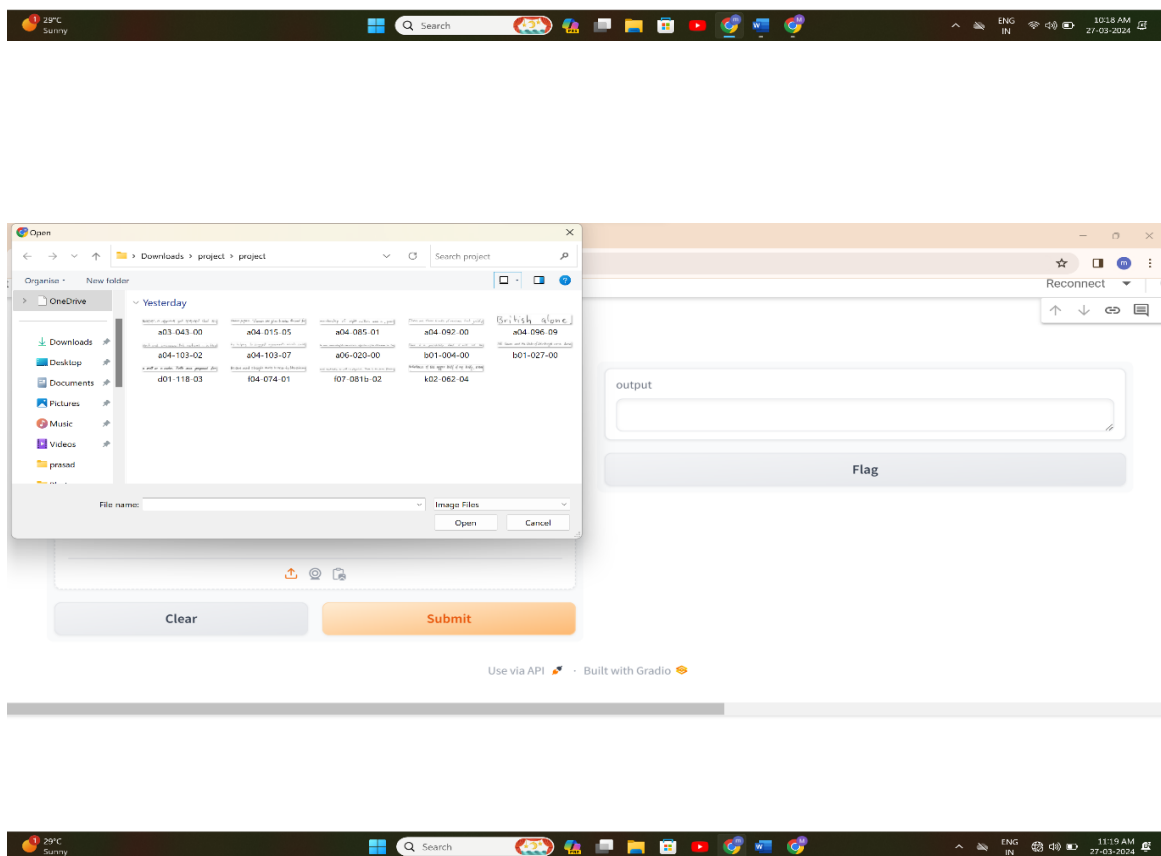 29°C
Sunny
Search
ENG
IN
10:18 AM
27-03-2024
Open
Downloads > project > project
Search project
Organise
New folder
OneDrive
Yesterday
British alone
a03-043-00 a04-015-05 a04-085-01 a04-092-00 a04-096-09
a04-103-02 a04-103-07 a06-020-00 b01-004-00 b01-027-00
d01-118-03 f04-074-01 f07-081b-02 k02-062-04
Downloads
Desktop
Documents
Pictures
Music
Videos
prasad
File name:
Image Files
Open
Cancel
Reconnect
output
Flag
Clear
Submit
Use via API · Built with Gradio
29°C
Sunny
Search
ENG
IN
11:19 AM
27-03-2024